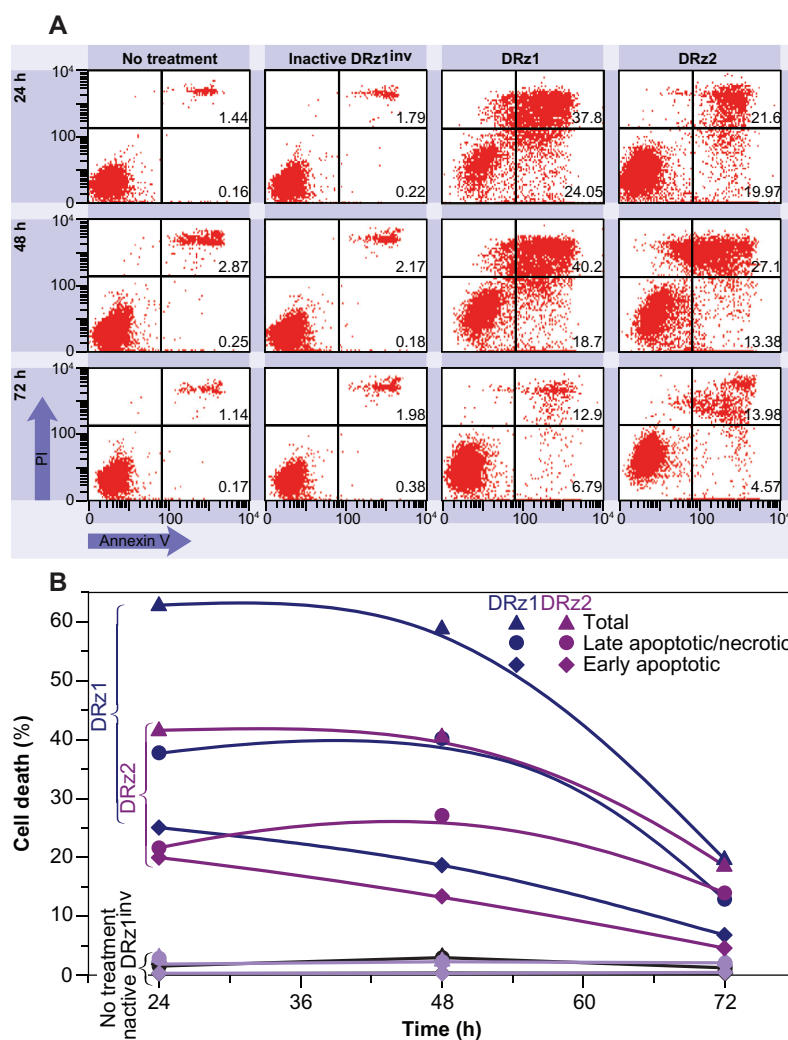 A
No treatment Inactive DRz1inv DRz1 DRz2
24 h
10⁴
100
0
1.44
0.16
1.79
0.22
37.8
24.05
21.6
19.97
48 h
10⁴
100
0
2.87
0.25
2.17
0.18
40.2
18.7
27.1
13.38
72 h
10⁴
100
0
1.14
0.17
1.98
0.38
12.9
6.79
13.98
4.57
PI
0 100 10⁴ 0 100 10⁴ 0 100 10⁴ 0 100 10⁴
Annexin V
B
DRz1 DRz2
Total
Late apoptotic/necrotic
Early apoptotic
Cell death (%)
60
50
40
30
20
10
0
DRz1
DRz2
No treatment
nactive DRz1inv
24 36 48 60 72
Time (h)